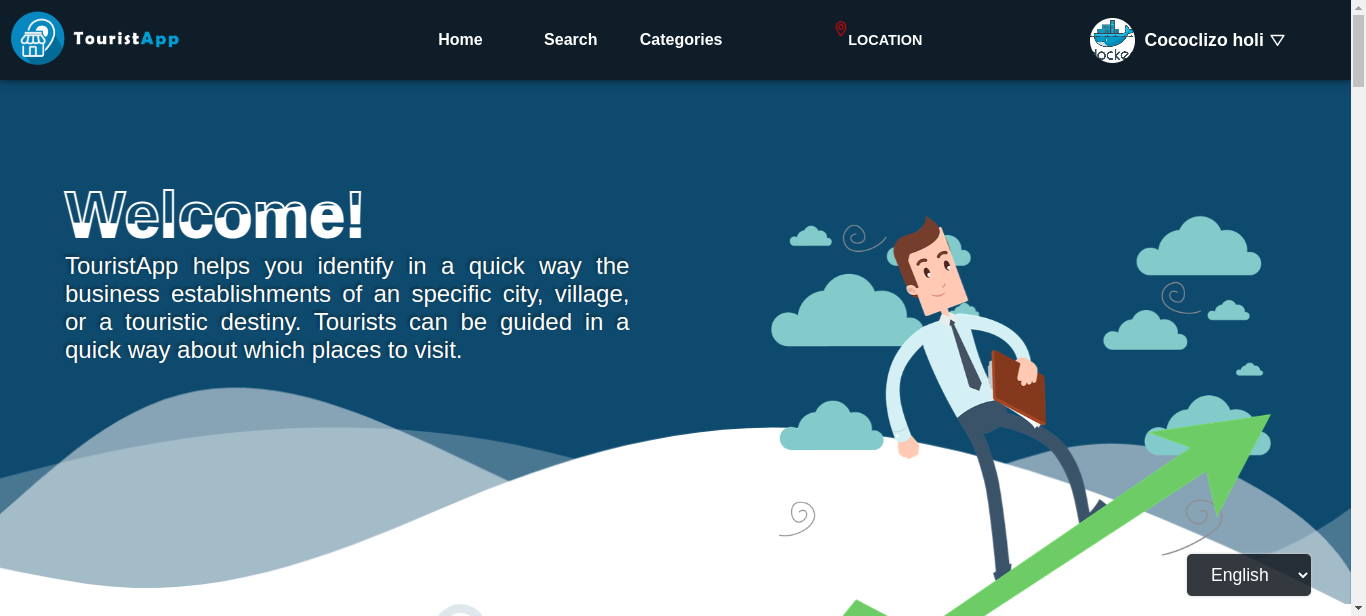 TouristApp
Home
Search
Categories
LOCATION
Cococlizo holi
Welcome!
TouristApp helps you identify in a quick way the
business establishments of an specific city, village,
or a touristic destiny. Tourists can be guided in a
quick way about which places to visit.
English